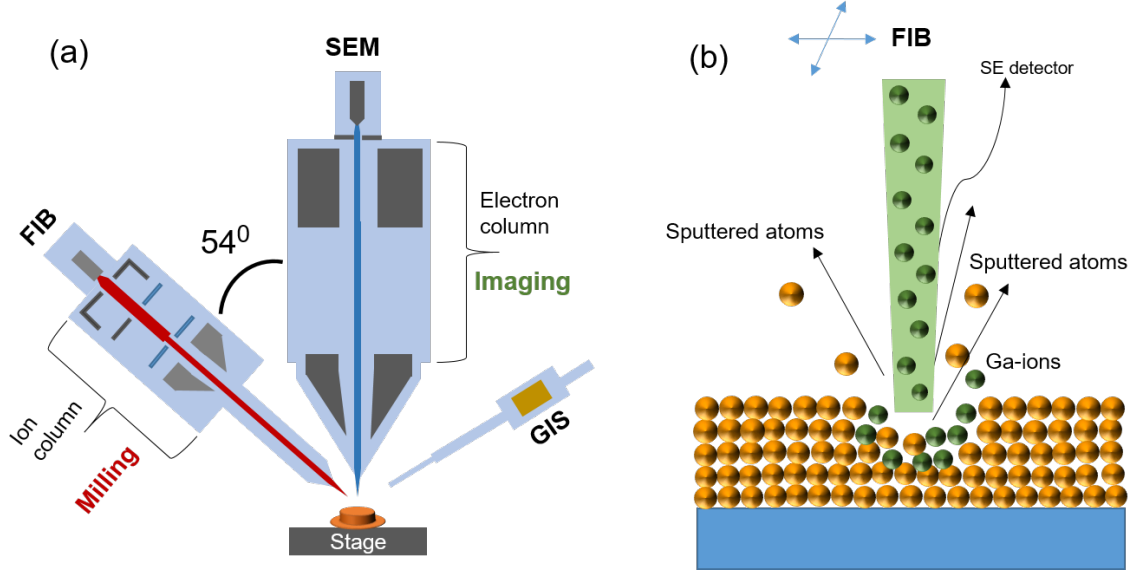 (a)
SEM
FIB
54⁰
Electron
column
Imaging
Ion
column
Milling
GIS
Stage
(b)
FIB
SE detector
Sputtered atoms
Sputtered atoms
Ga-ions